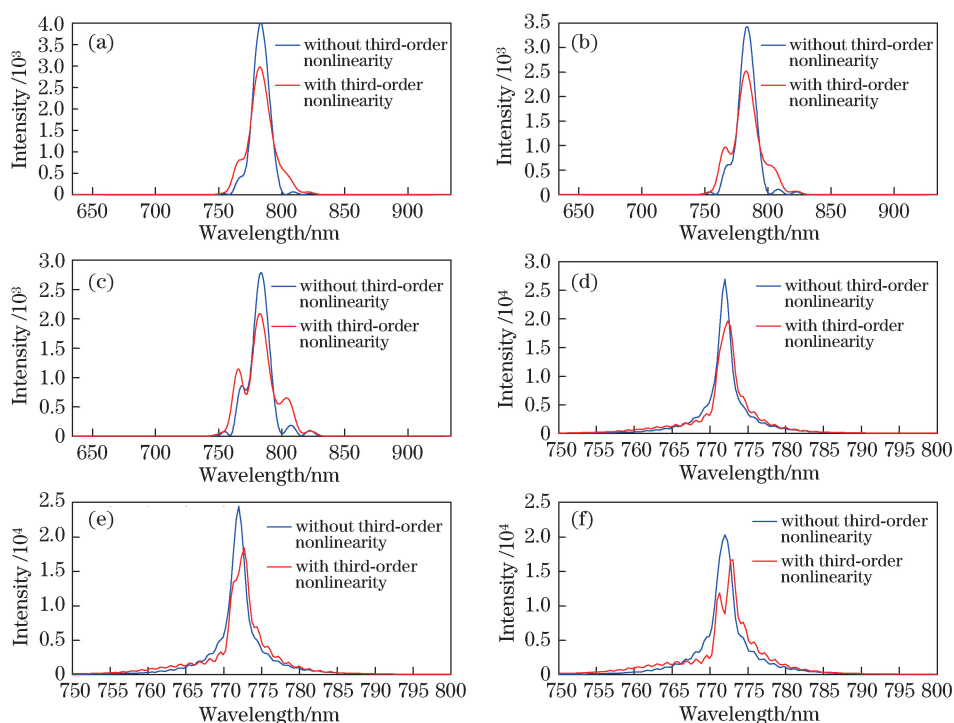 (a)
without third-order
nonlinearity
with third-order
nonlinearity
Intensity /10³
4.0
3.5
3.0
2.5
2.0
1.5
1.0
0.5
0
650 700 750 800 850 900
Wavelength/nm
(b)
without third-order
nonlinearity
with third-order
nonlinearity
Intensity /10³
3.5
3.0
2.5
2.0
1.5
1.0
0.5
0
650 700 750 800 850 900
Wavelength/nm
(c)
without third-order
nonlinearity
with third-order
nonlinearity
Intensity /10³
3.0
2.5
2.0
1.5
1.0
0.5
0
650 700 750 800 850 900
Wavelength/nm
(d)
without third-order
nonlinearity
with third-order
nonlinearity
Intensity /10⁴
3.0
2.5
2.0
1.5
1.0
0.5
0
750 755 760 765 770 775 780 785 790 795 800
Wavelength/nm
(e)
without third-order
nonlinearity
with third-order
nonlinearity
Intensity /10⁴
2.5
2.0
1.5
1.0
0.5
0
750 755 760 765 770 775 780 785 790 795 800
Wavelength/nm
(f)
without third-order
nonlinearity
with third-order
nonlinearity
Intensity /10⁴
2.5
2.0
1.5
1.0
0.5
0
750 755 760 765 770 775 780 785 790 795 800
Wavelength/nm